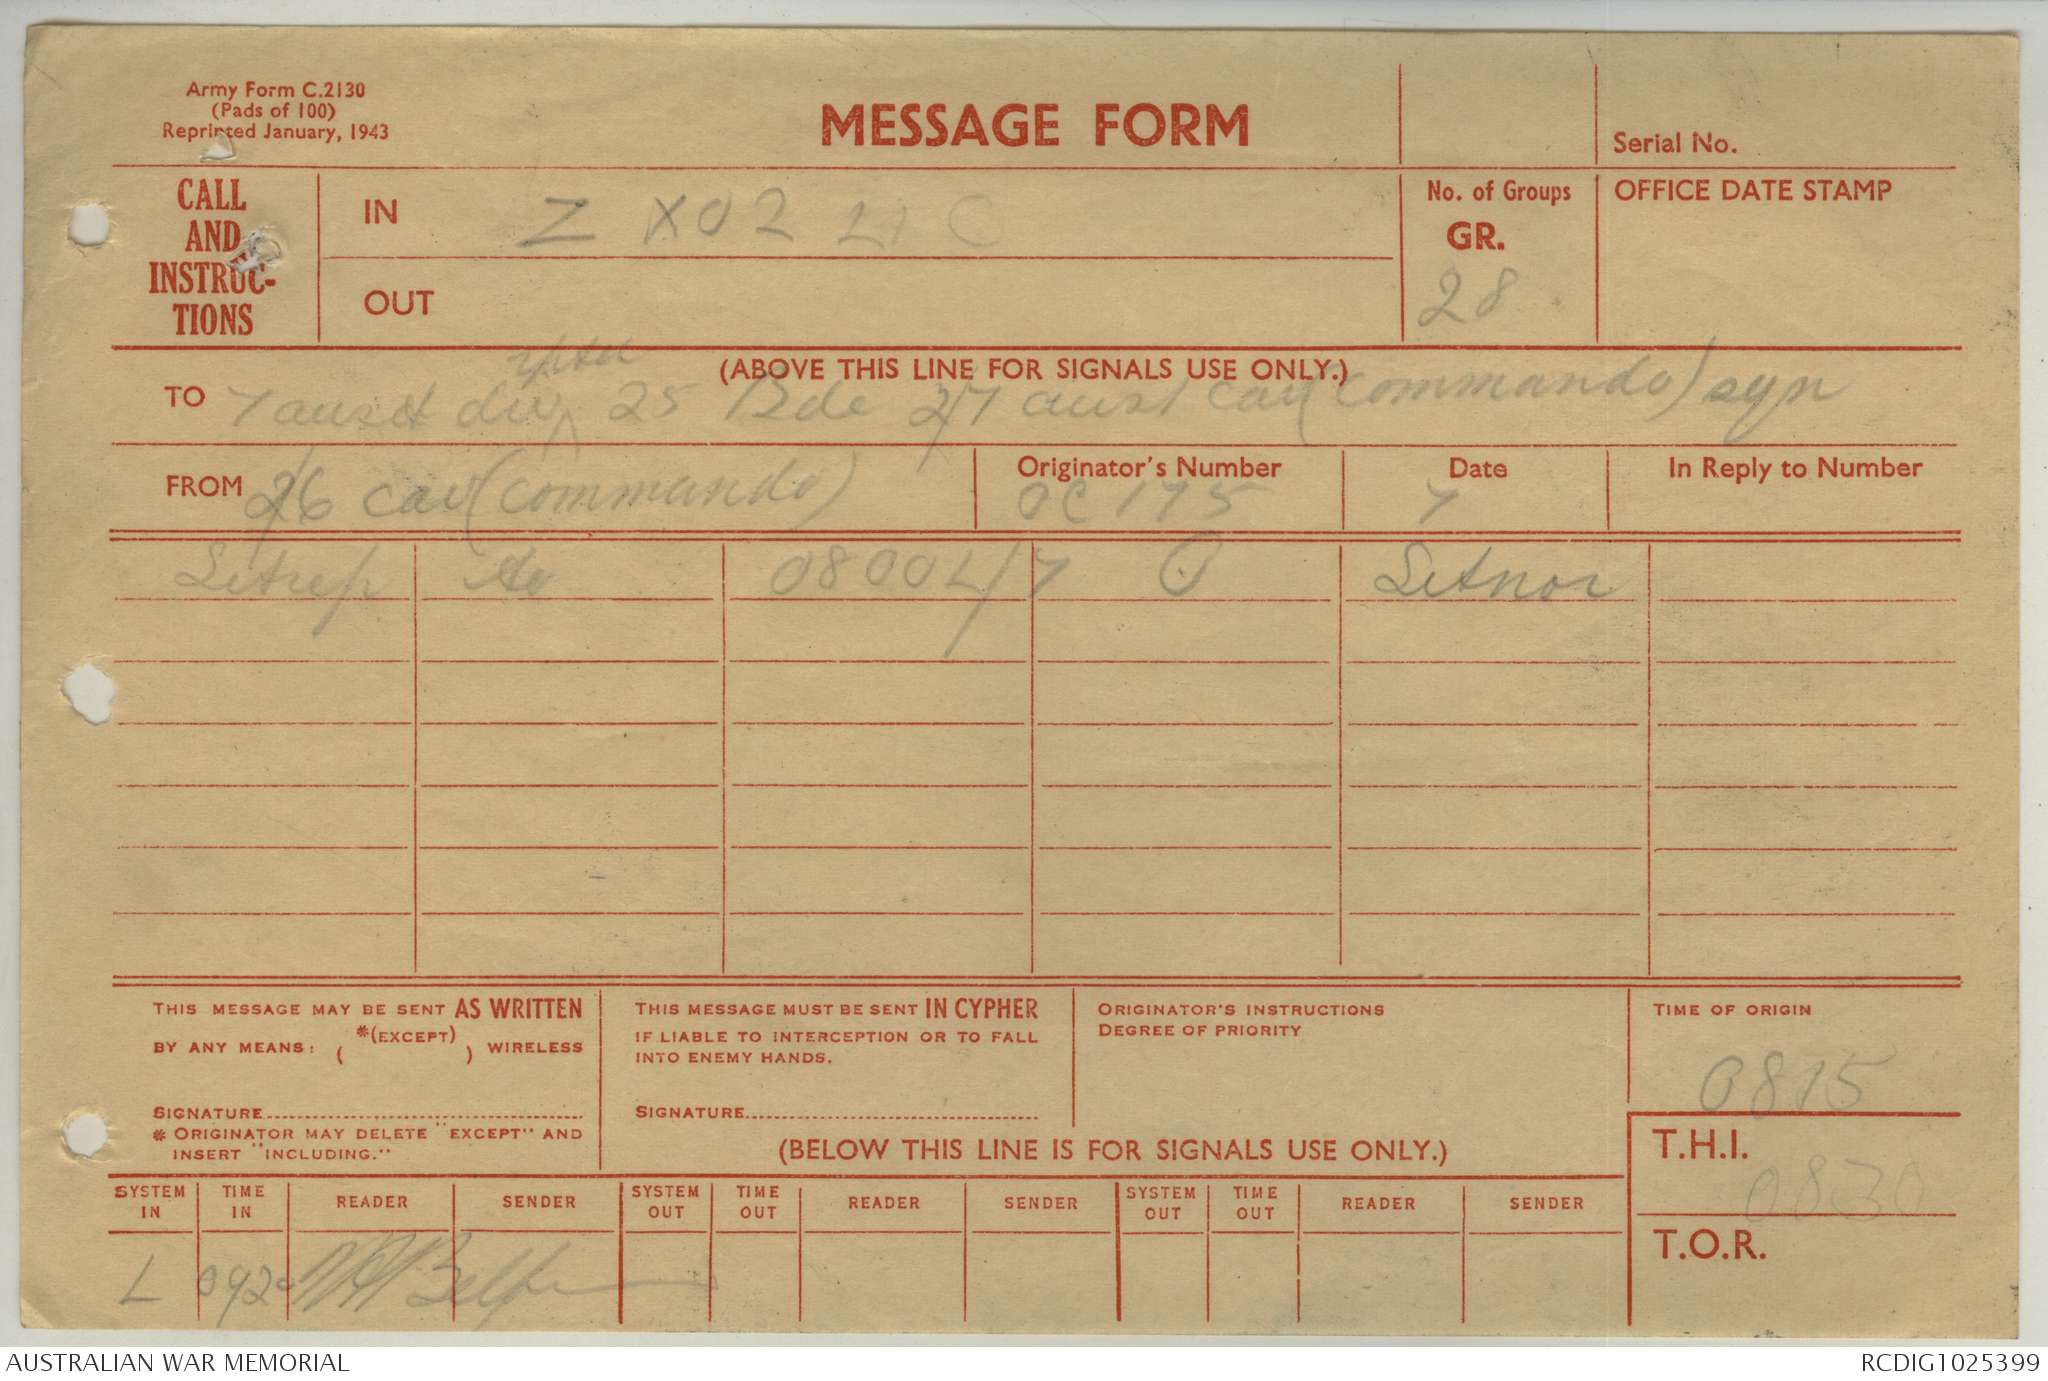 Army Form C.2130
(Pads of 100)
Reprinted January, 1943
MESSAGE FORM
Serial No.
CALL
AND
INSTRUC-
TIONS
IN Z X02
OUT
No. of Groups
GR.
28
OFFICE DATE STAMP
(ABOVE THIS LINE FOR SIGNALS USE ONLY.)
TO 7 aust div 25 Bde 2/7 aust cav (commando) sqn
FROM 2/6 cav (commando)
Originator's Number
OC 175
Date
7
In Reply to Number
Sitrep to 0800L/7 O Sitnor
THIS MESSAGE MAY BE SENT AS WRITTEN
BY ANY MEANS: ( *(EXCEPT) ) WIRELESS
SIGNATURE
* ORIGINATOR MAY DELETE "EXCEPT" AND
INSERT "INCLUDING."
THIS MESSAGE MUST BE SENT IN CYPHER
IF LIABLE TO INTERCEPTION OR TO FALL
INTO ENEMY HANDS.
SIGNATURE
ORIGINATOR'S INSTRUCTIONS
DEGREE OF PRIORITY
TIME OF ORIGIN
0815
(BELOW THIS LINE IS FOR SIGNALS USE ONLY.)
T.H.I.
0830
T.O.R.
SYSTEM IN TIME IN READER SENDER SYSTEM OUT TIME OUT READER SENDER SYSTEM OUT TIME OUT READER SENDER
L 0920
AUSTRALIAN WAR MEMORIAL
RCDIG1025399